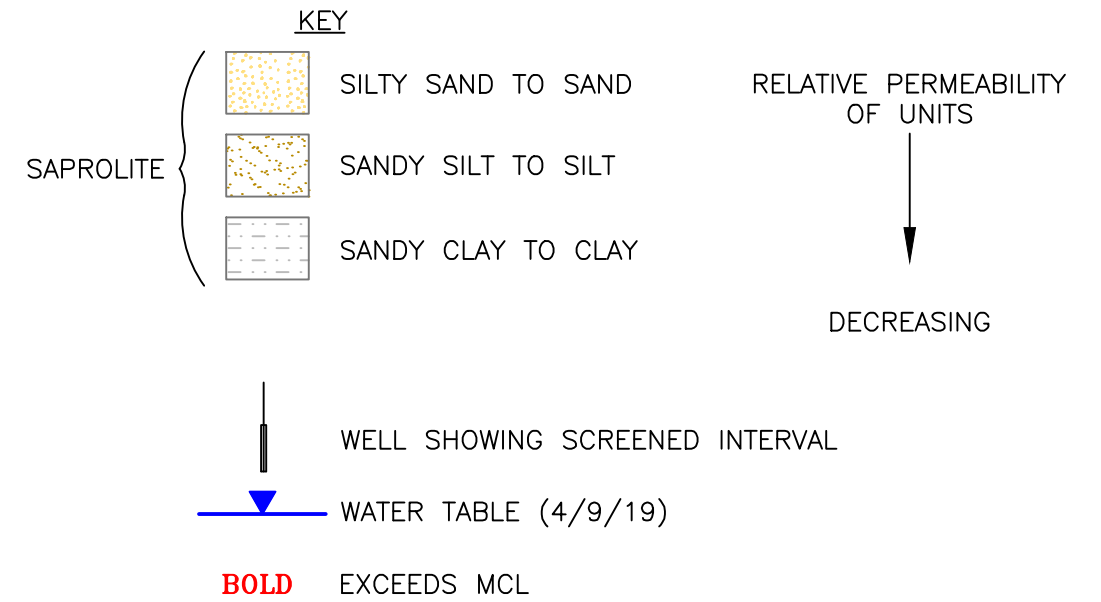 KEY
SILTY SAND TO SAND
SANDY SILT TO SILT
SANDY CLAY TO CLAY
SAPROLITE
RELATIVE PERMEABILITY
OF UNITS
DECREASING
WELL SHOWING SCREENED INTERVAL
WATER TABLE (4/9/19)
BOLD EXCEEDS MCL